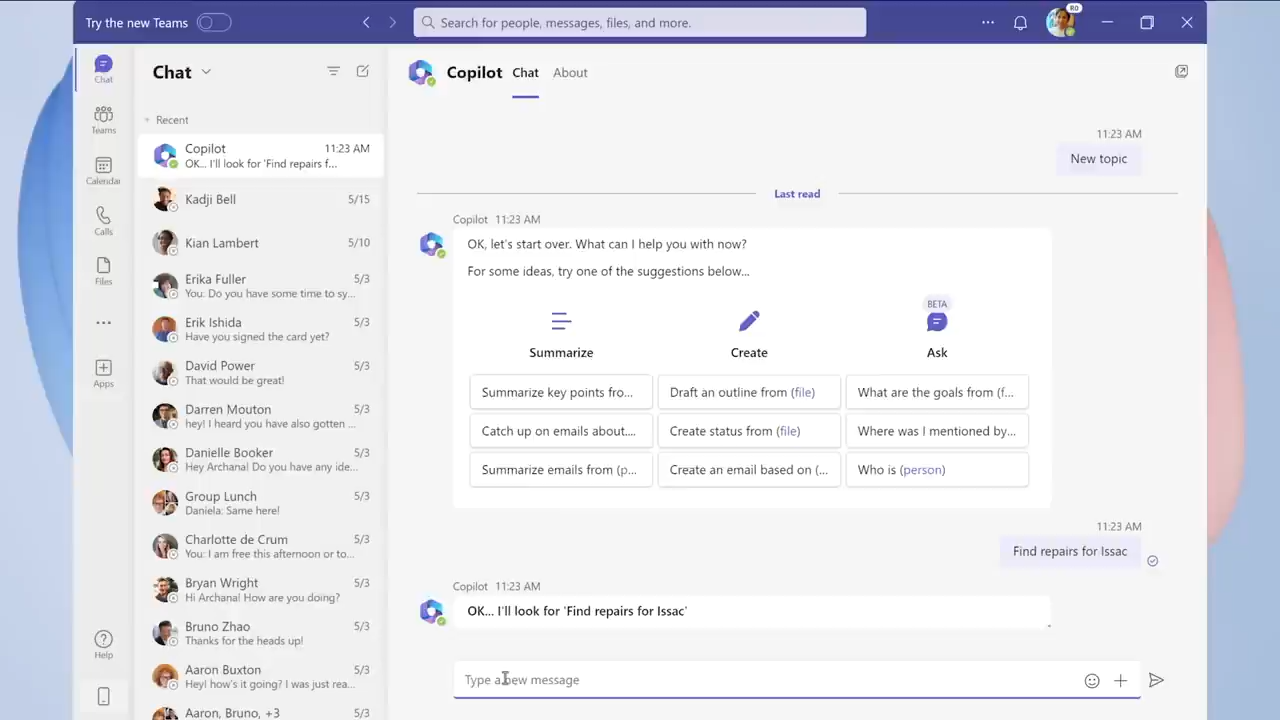 Try the new Teams
Search for people, messages, files, and more.
RO
Chat
Teams
Calendar
Calls
Files
Apps
Help
Chat
Recent
Copilot 11:23 AM
OK... I'll look for 'Find repairs f...
Kadji Bell 5/15
Kian Lambert 5/10
Erika Fuller 5/3
You: Do you have some time to sy...
Erik Ishida 5/3
Have you signed the card yet?
David Power 5/3
That would be great!
Darren Mouton 5/3
hey! I heard you have also gotten ...
Danielle Booker 5/3
Hey Archana! Do you have any ide...
Group Lunch 5/3
Daniela: Same here!
Charlotte de Crum 5/3
You: I am free this afternoon or to...
Bryan Wright 5/3
Hi Archana! How are you doing?
Bruno Zhao 5/3
Thanks for the heads up!
Aaron Buxton 5/3
Hey! how's it going? I was just rea...
Aaron, Bruno, +3 5/3
Copilot Chat About
11:23 AM
New topic
Last read
Copilot 11:23 AM
OK, let's start over. What can I help you with now?
For some ideas, try one of the suggestions below...
BETA
Summarize Create Ask
Summarize key points fro... Draft an outline from (file) What are the goals from (f...
Catch up on emails about.... Create status from (file) Where was I mentioned by...
Summarize emails from (p... Create an email based on (... Who is (person)
11:23 AM
Find repairs for Issac
Copilot 11:23 AM
OK... I'll look for 'Find repairs for Issac'
Type a new message